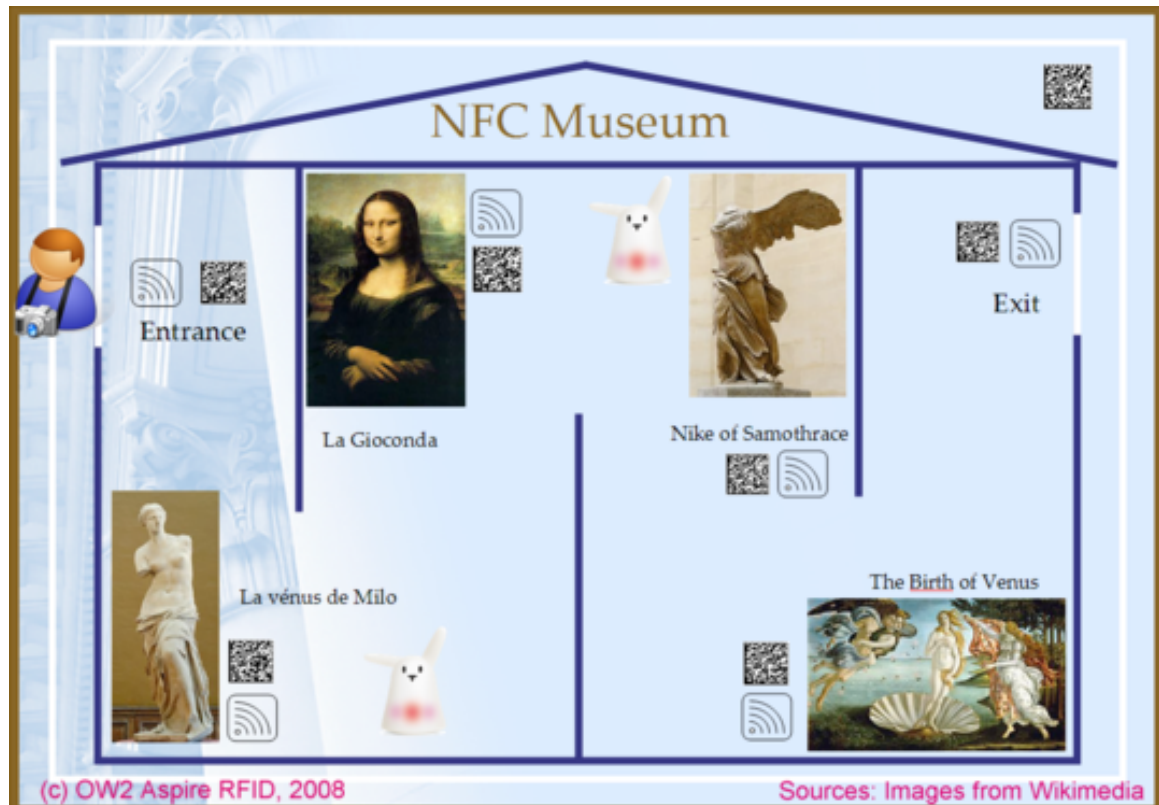 NFC Museum
Entrance
Exit
La Gioconda
Nike of Samothrace
La vénus de Milo
The Birth of Venus
(c) OW2 Aspire RFID, 2008
Sources: Images from Wikimedia